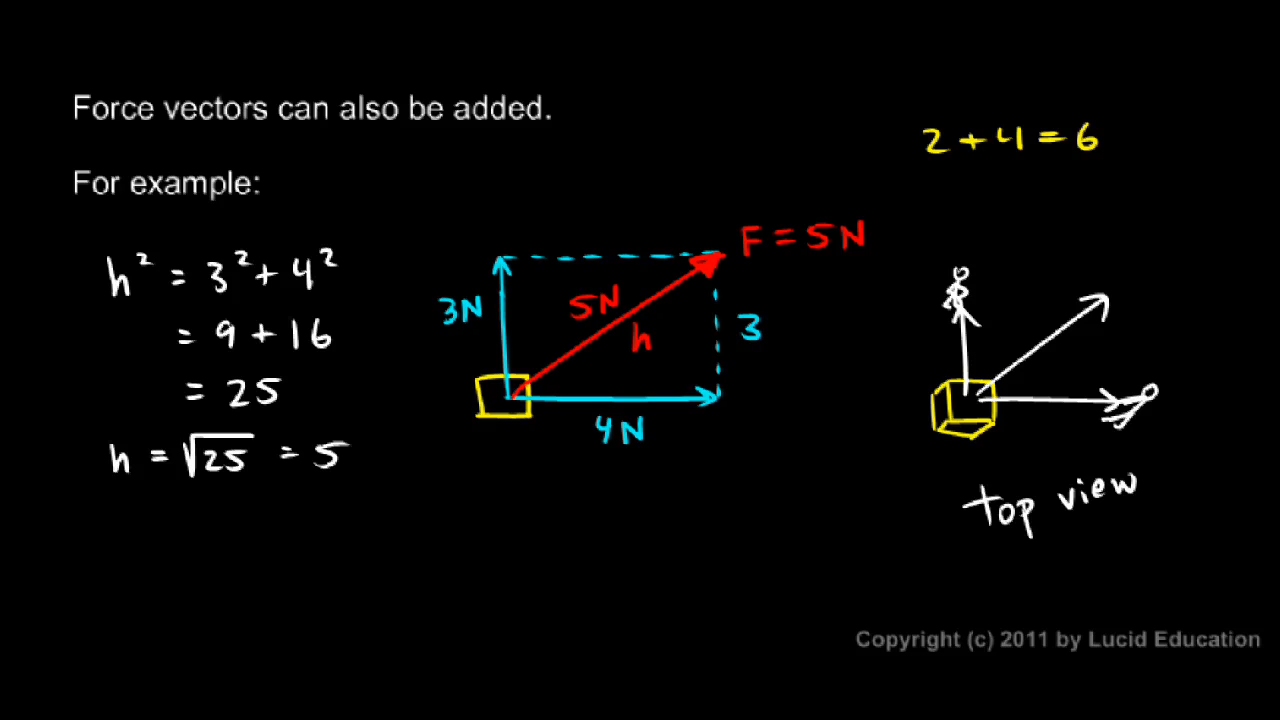 Force vectors can also be added.
2 + 4 = 6
For example:
h² = 3² + 4²
= 9 + 16
= 25
h = √25 = 5
F = 5N
3N
5N
h
3
4N
top view
Copyright (c) 2011 by Lucid Education